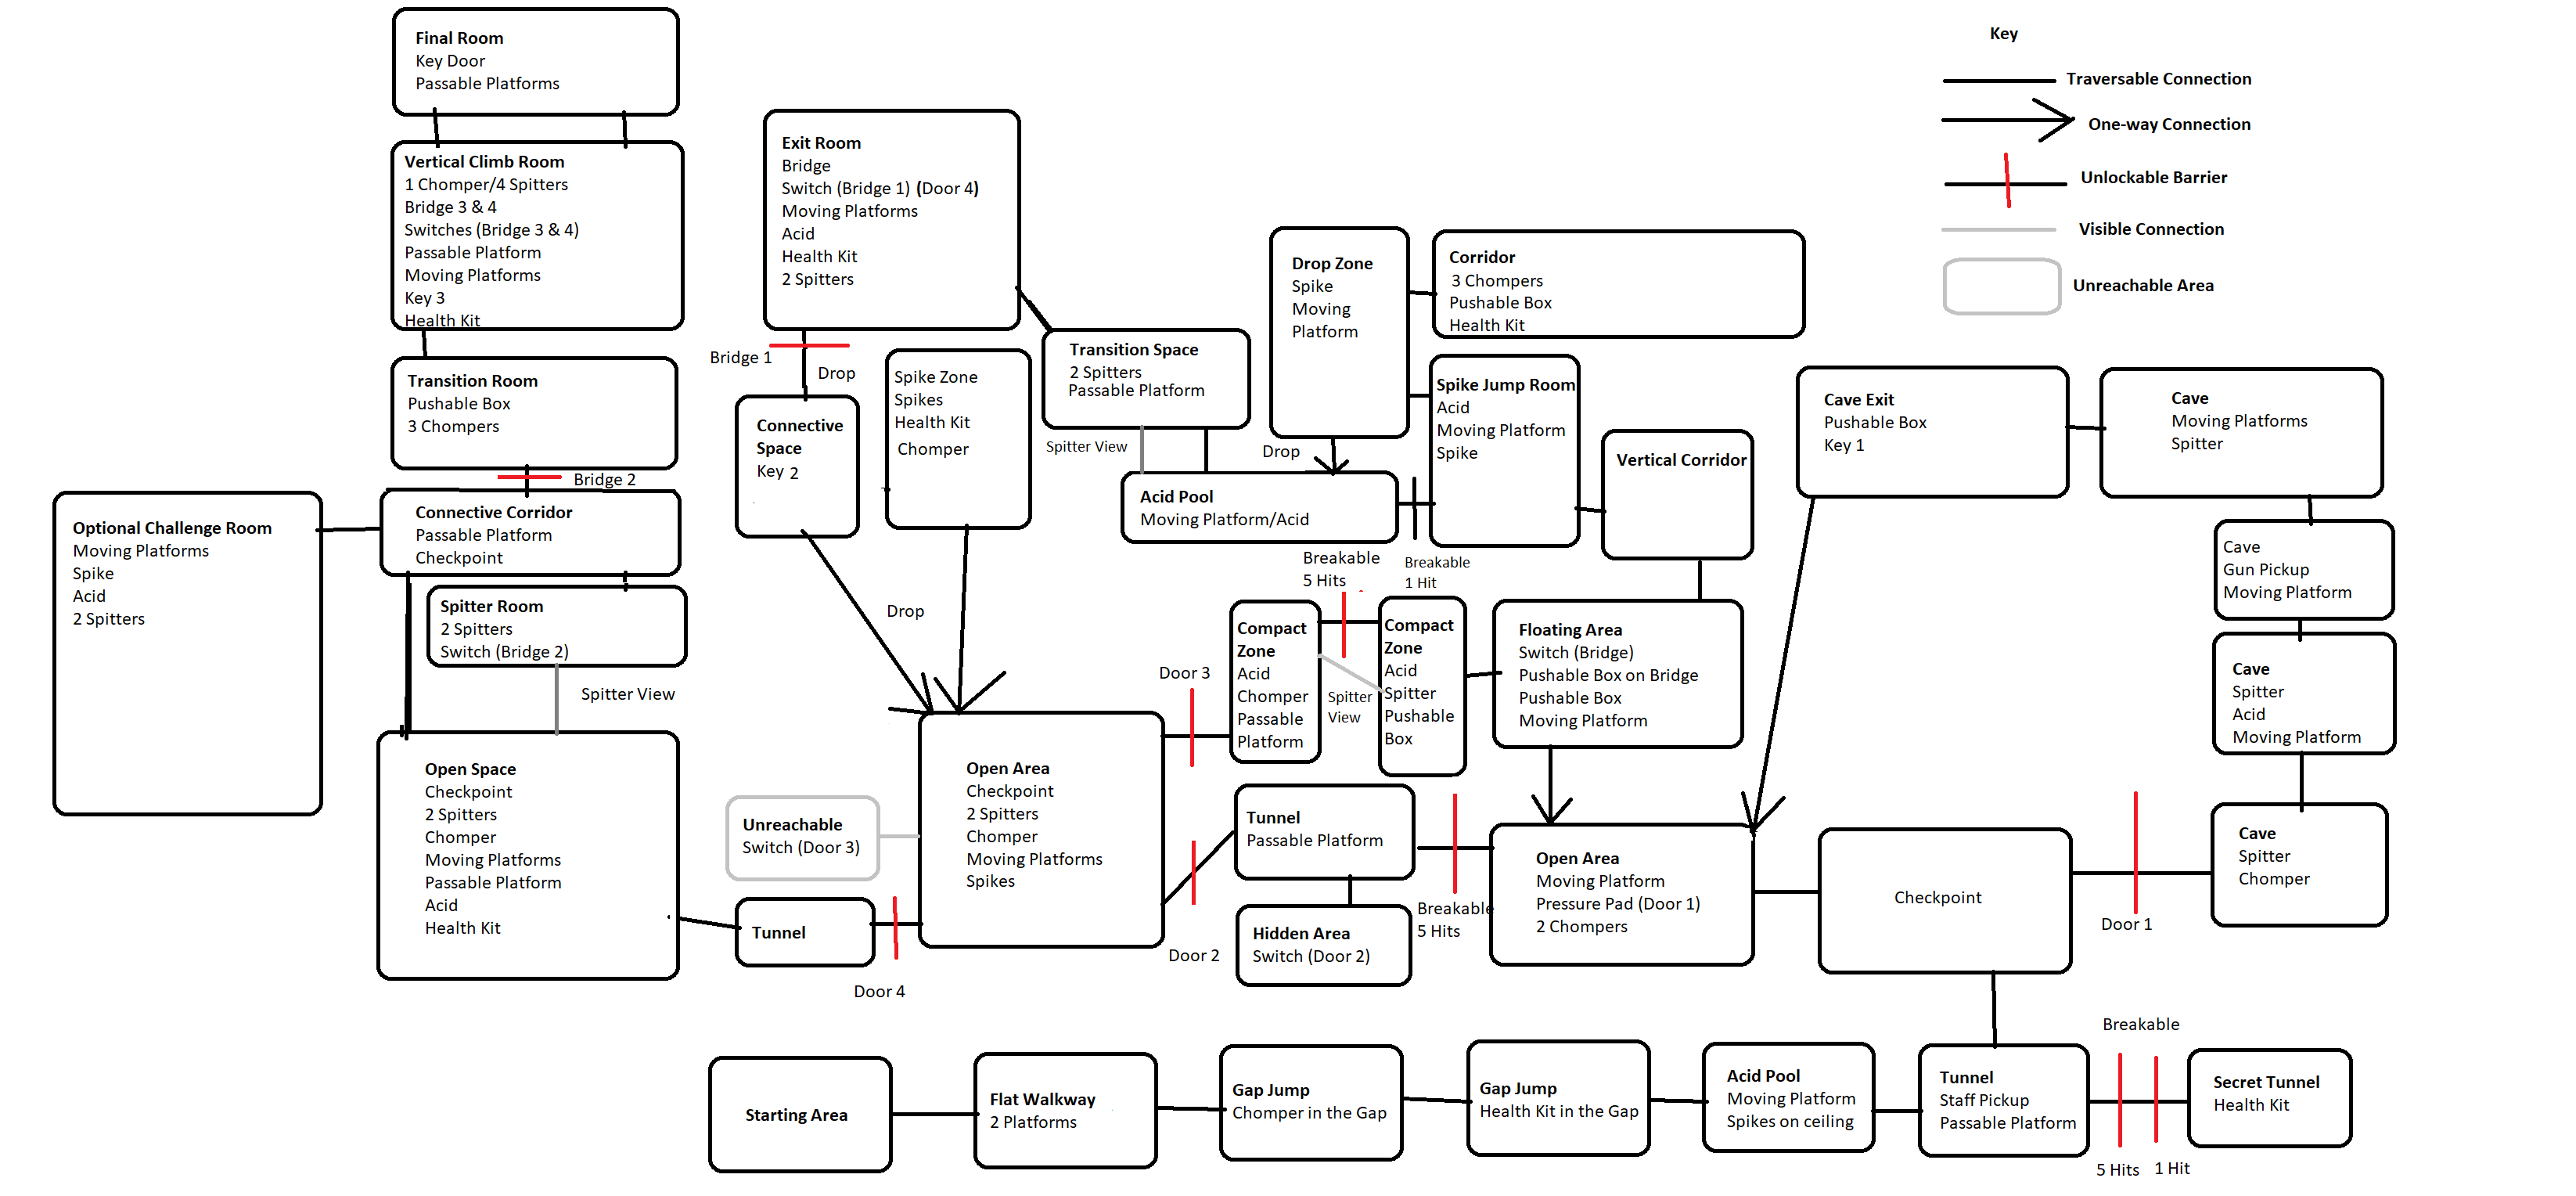 Final Room
Key Door
Passable Platforms
Vertical Climb Room
1 Chomper/4 Spitters
Bridge 3 & 4
Switches (Bridge 3 & 4)
Passable Platform
Moving Platforms
Key 3
Health Kit
Transition Room
Pushable Box
3 Chompers
Bridge 2
Optional Challenge Room
Moving Platforms
Spike
Acid
2 Spitters
Connective Corridor
Passable Platform
Checkpoint
Spitter Room
2 Spitters
Switch (Bridge 2)
Spitter View
Open Space
Checkpoint
2 Spitters
Chomper
Moving Platforms
Passable Platform
Acid
Health Kit
Exit Room
Bridge
Switch (Bridge 1) (Door 4)
Moving Platforms
Acid
Health Kit
2 Spitters
Bridge 1
Drop
Connective
Space
Key 2
Spike Zone
Spikes
Health Kit
Chomper
Drop
Transition Space
2 Spitters
Passable Platform
Spitter View
Drop Zone
Spike
Moving
Platform
Drop
Corridor
3 Chompers
Pushable Box
Health Kit
Spike Jump Room
Acid
Moving Platform
Spike
Acid Pool
Moving Platform/Acid
Breakable
5 Hits
Breakable
1 Hit
Vertical Corridor
Compact
Zone
Acid
Chomper
Passable
Platform
Spitter
View
Compact
Zone
Acid
Spitter
Pushable
Box
Floating Area
Switch (Bridge)
Pushable Box on Bridge
Pushable Box
Moving Platform
Door 3
Unreachable
Switch (Door 3)
Tunnel
Door 4
Open Area
Checkpoint
2 Spitters
Chomper
Moving Platforms
Spikes
Door 2
Tunnel
Passable Platform
Hidden Area
Switch (Door 2)
Breakable
5 Hits
Open Area
Moving Platform
Pressure Pad (Door 1)
2 Chompers
Checkpoint
Door 1
Cave Exit
Pushable Box
Key 1
Cave
Moving Platforms
Spitter
Cave
Gun Pickup
Moving Platform
Cave
Spitter
Acid
Moving Platform
Cave
Spitter
Chomper
Key
Traversable Connection
One-way Connection
Unlockable Barrier
Visible Connection
Unreachable Area
Starting Area
Flat Walkway
2 Platforms
Gap Jump
Chomper in the Gap
Gap Jump
Health Kit in the Gap
Acid Pool
Moving Platform
Spikes on ceiling
Tunnel
Staff Pickup
Passable Platform
Breakable
5 Hits
1 Hit
Secret Tunnel
Health Kit